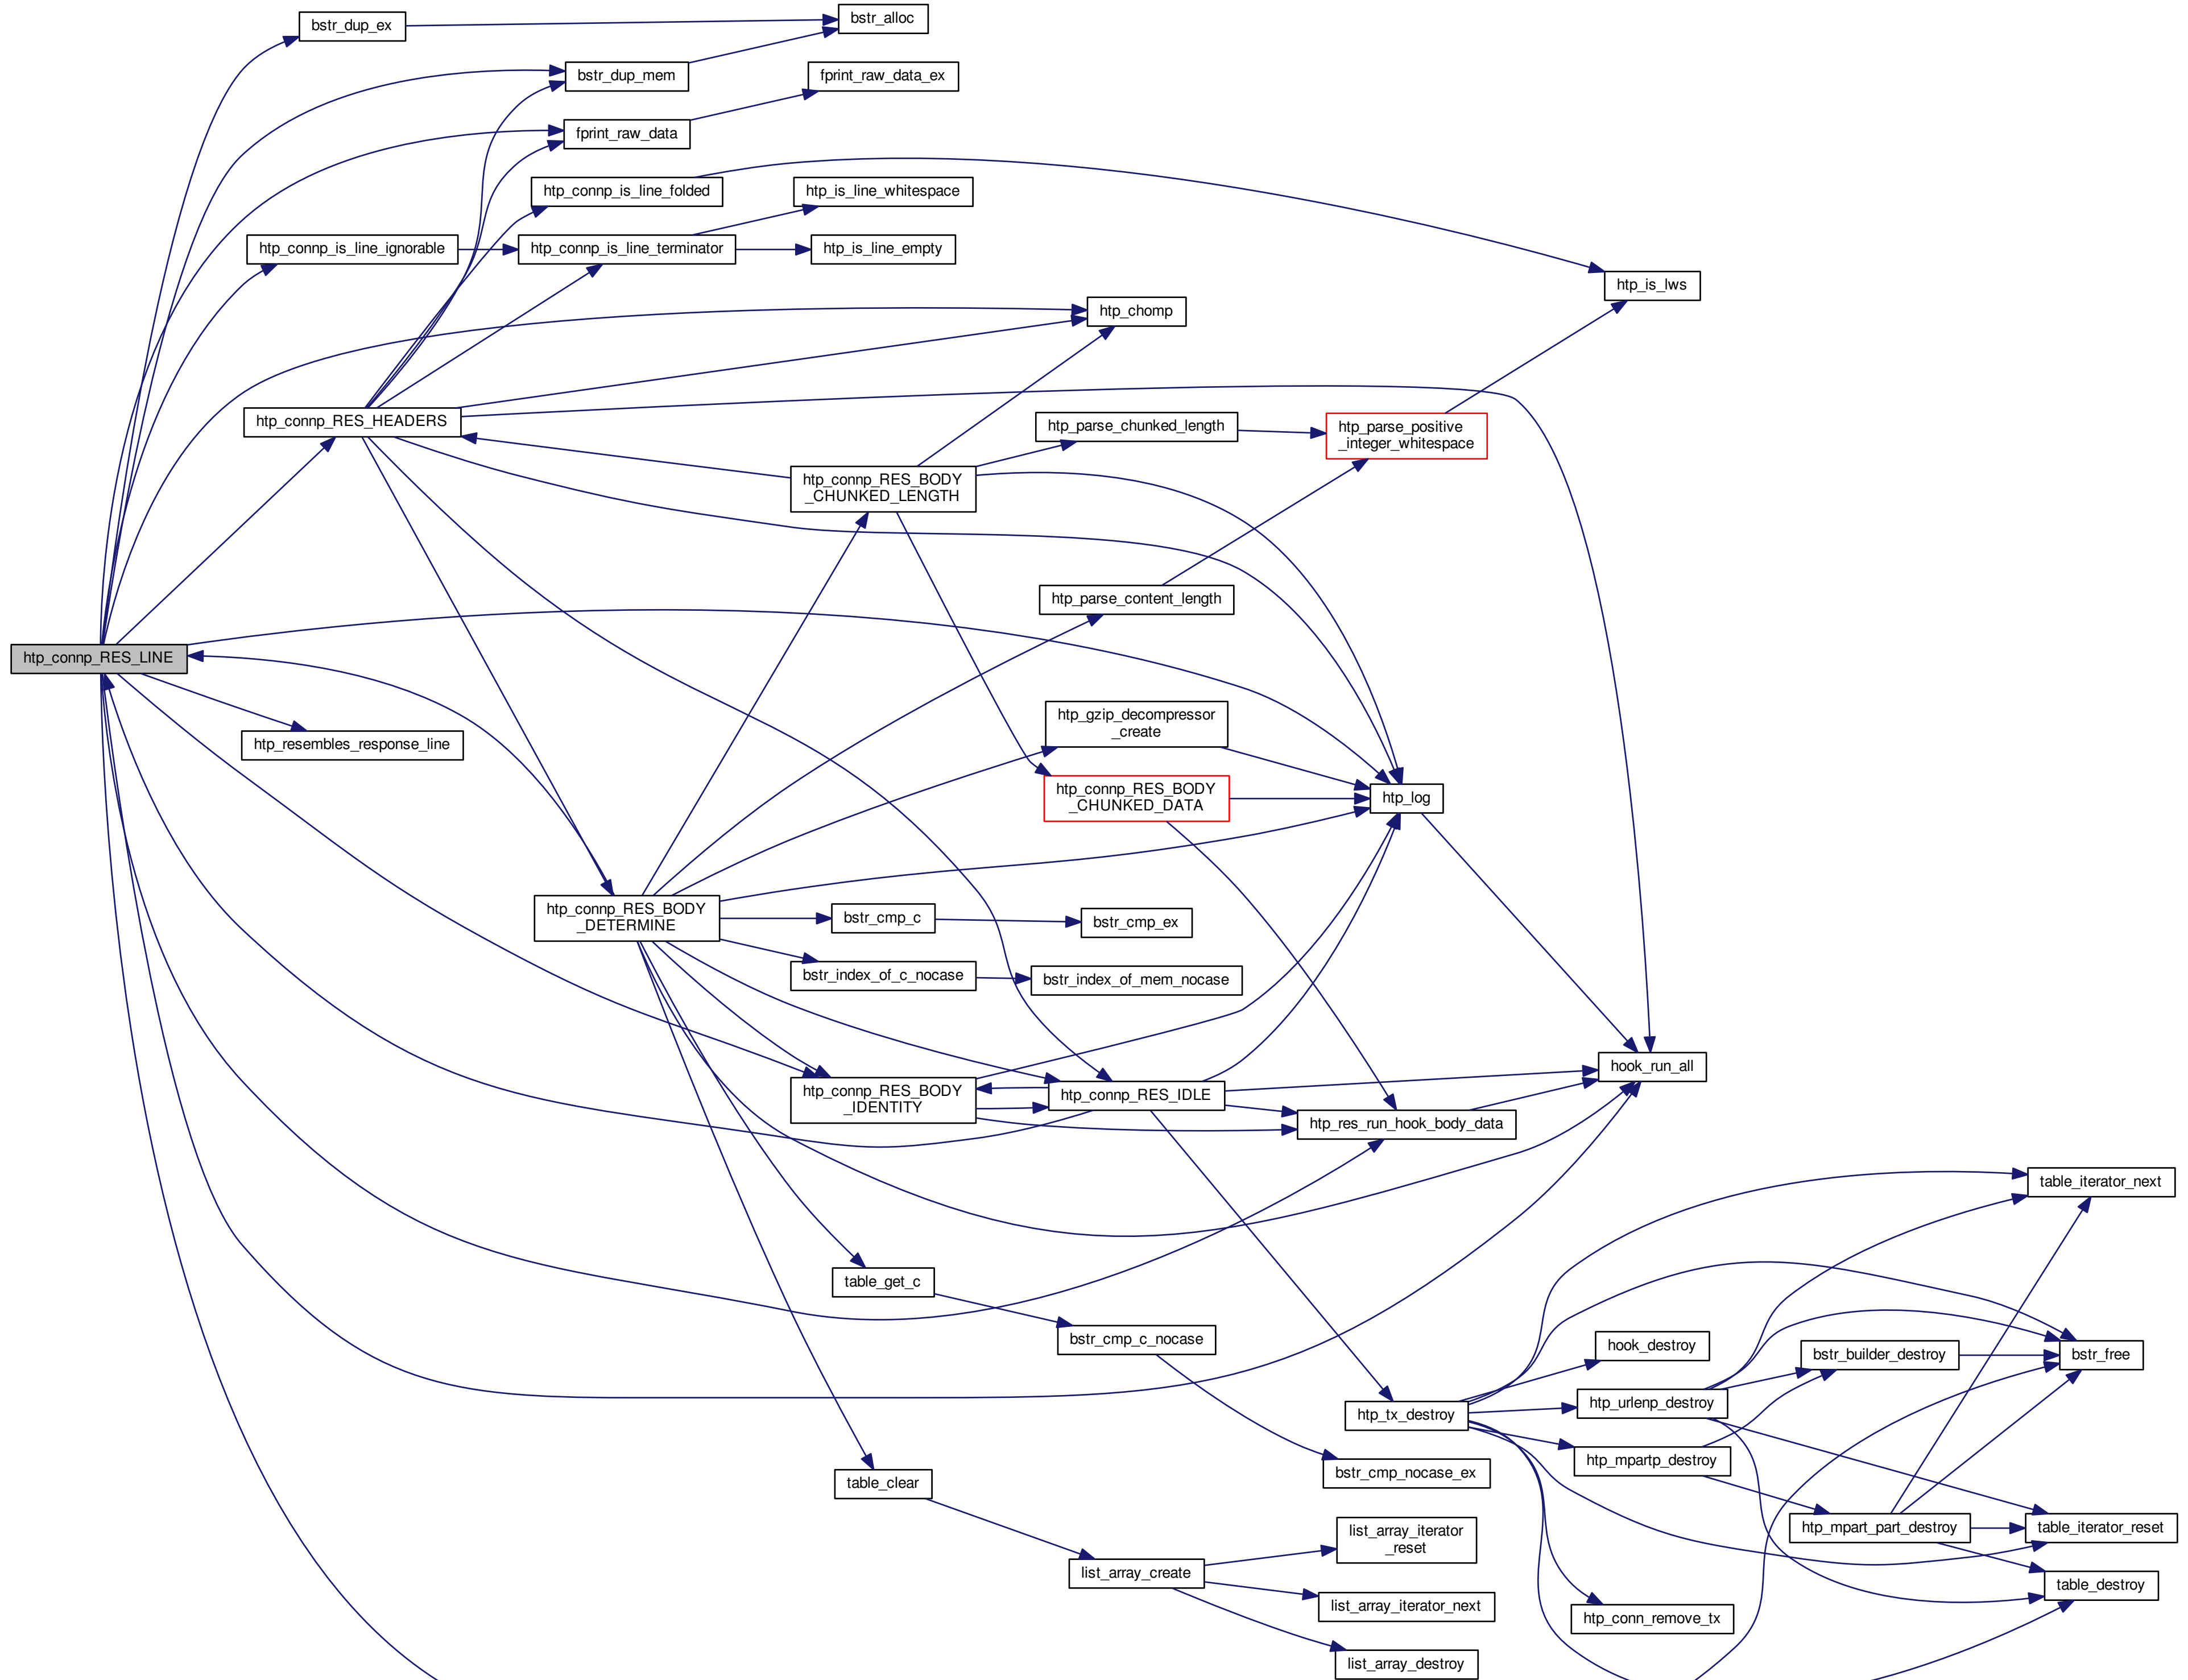 bstr_dup_ex
bstr_alloc
bstr_dup_mem
fprint_raw_data_ex
fprint_raw_data
htp_connp_is_line_folded
htp_is_line_whitespace
htp_connp_is_line_ignorable
htp_connp_is_line_terminator
htp_is_line_empty
htp_is_lws
htp_chomp
htp_connp_RES_HEADERS
htp_parse_chunked_length
htp_parse_positive
_integer_whitespace
htp_connp_RES_BODY
_CHUNKED_LENGTH
htp_parse_content_length
htp_connp_RES_LINE
htp_resembles_response_line
htp_gzip_decompressor
_create
htp_connp_RES_BODY
_CHUNKED_DATA
htp_log
htp_connp_RES_BODY
_DETERMINE
bstr_cmp_c
bstr_cmp_ex
bstr_index_of_c_nocase
bstr_index_of_mem_nocase
hook_run_all
htp_connp_RES_BODY
_IDENTITY
htp_connp_RES_IDLE
htp_res_run_hook_body_data
table_iterator_next
table_get_c
bstr_cmp_c_nocase
hook_destroy
bstr_builder_destroy
bstr_free
htp_tx_destroy
htp_urlenp_destroy
htp_mpartp_destroy
bstr_cmp_nocase_ex
table_clear
htp_mpart_part_destroy
table_iterator_reset
list_array_iterator
_reset
list_array_create
table_destroy
list_array_iterator_next
htp_conn_remove_tx
list_array_destroy